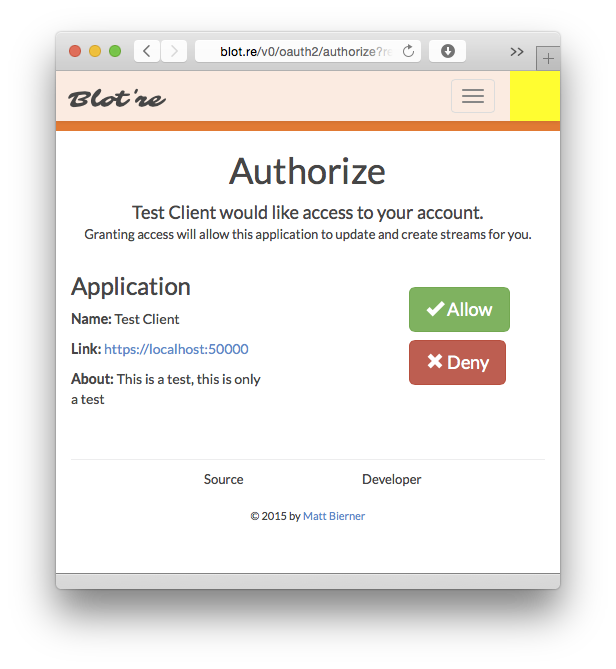 blot.re/v0/oauth2/authorize?re
Blot're
Authorize
Test Client would like access to your account.
Granting access will allow this application to update and create streams for you.
Application
Name: Test Client
Link: https://localhost:50000
About: This is a test, this is only
a test
Allow
Deny
Source Developer
© 2015 by Matt Bierner